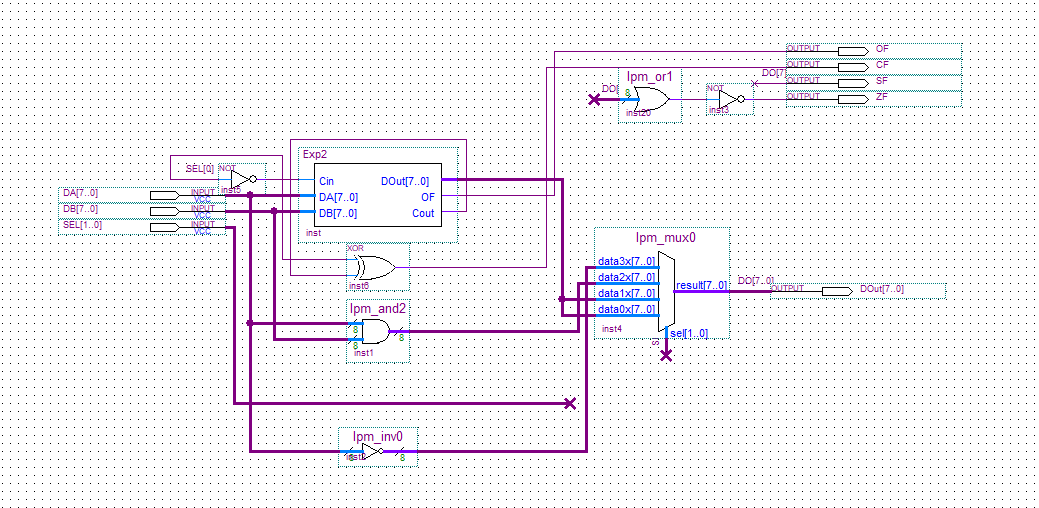 OUTPUT OF
OUTPUT CF
DO[7] OUTPUT SF
OUTPUT ZF
lpm_or1
DO[
8
inst20
NOT
inst3
Exp2
Cin
DA[7..0]
DB[7..0]
DOut[7..0]
OF
Cout
inst
SEL[0]
NOT
inst5
DA[7..0] INPUT
VCC
DB[7..0] INPUT
VCC
SEL[1..0] INPUT
VCC
XOR
inst6
lpm_and2
8
8
8
inst1
lpm_mux0
data3x[7..0]
data2x[7..0]
data1x[7..0]
data0x[7..0]
result[7..0]
sel[1..0]
inst4
S
DO[7..0]
OUTPUT DOut[7..0]
lpm_inv0
8
8